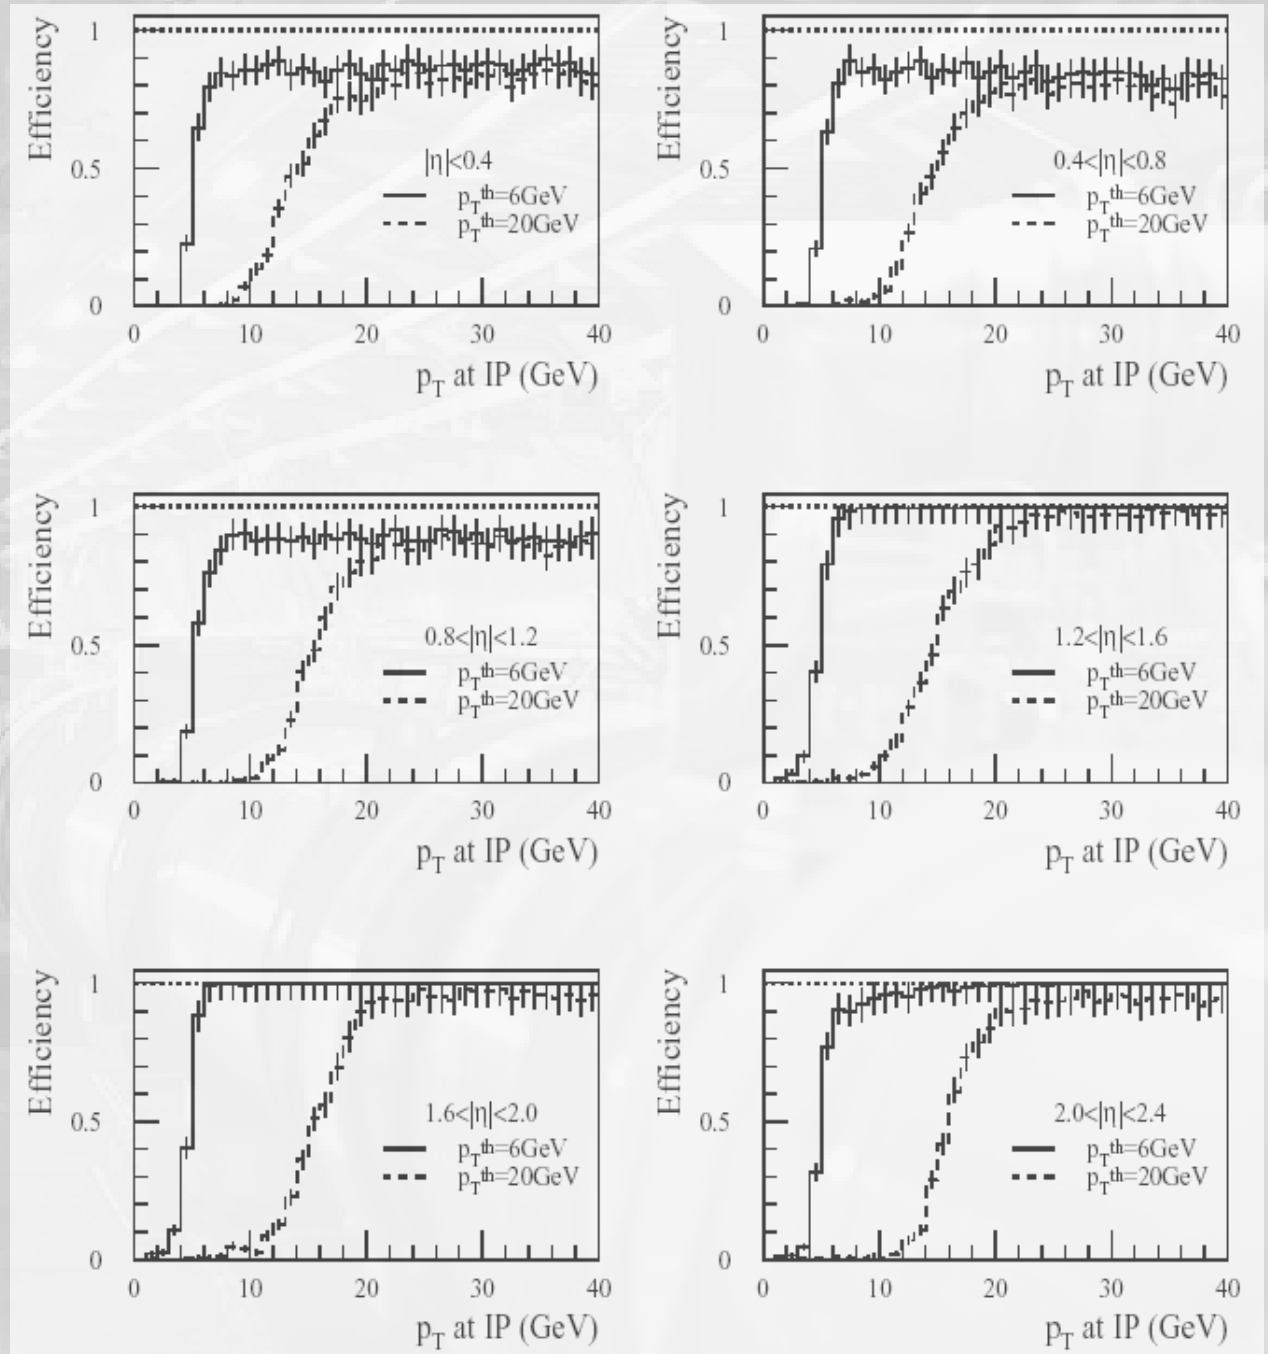 Efficiency
1
0.5
0
|η|<0.4
p_T^th=6GeV
p_T^th=20GeV
0 10 20 30 40
p_T at IP (GeV)
Efficiency
1
0.5
0
0.4<|η|<0.8
p_T^th=6GeV
p_T^th=20GeV
0 10 20 30 40
p_T at IP (GeV)
Efficiency
1
0.5
0
0.8<|η|<1.2
p_T^th=6GeV
p_T^th=20GeV
0 10 20 30 40
p_T at IP (GeV)
Efficiency
1
0.5
0
1.2<|η|<1.6
p_T^th=6GeV
p_T^th=20GeV
0 10 20 30 40
p_T at IP (GeV)
Efficiency
1
0.5
0
1.6<|η|<2.0
p_T^th=6GeV
p_T^th=20GeV
0 10 20 30 40
p_T at IP (GeV)
Efficiency
1
0.5
0
2.0<|η|<2.4
p_T^th=6GeV
p_T^th=20GeV
0 10 20 30 40
p_T at IP (GeV)